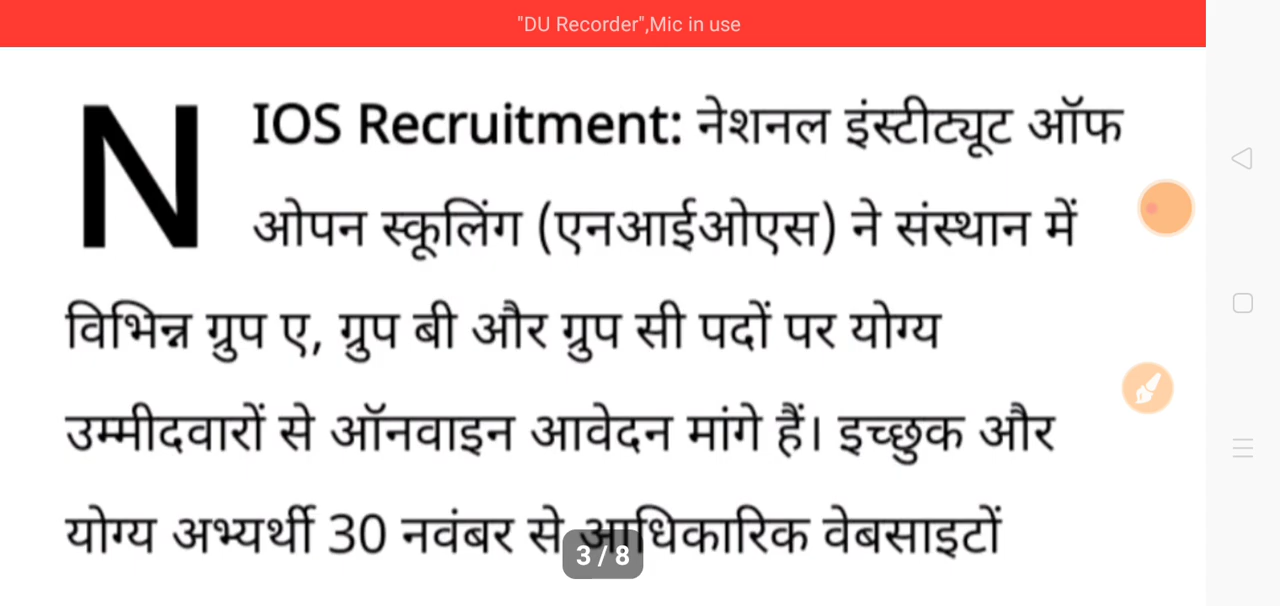 "DU Recorder",Mic in use
NIOS Recruitment: नेशनल इंस्टीट्यूट ऑफ
ओपन स्कूलिंग (एनआईओएस) ने संस्थान में
विभिन्न ग्रुप ए, ग्रुप बी और ग्रुप सी पदों पर योग्य
उम्मीदवारों से ऑनवाइन आवेदन मांगे हैं। इच्छुक और
योग्य अभ्यर्थी 30 नवंबर से आधिकारिक वेबसाइटों
3 / 8